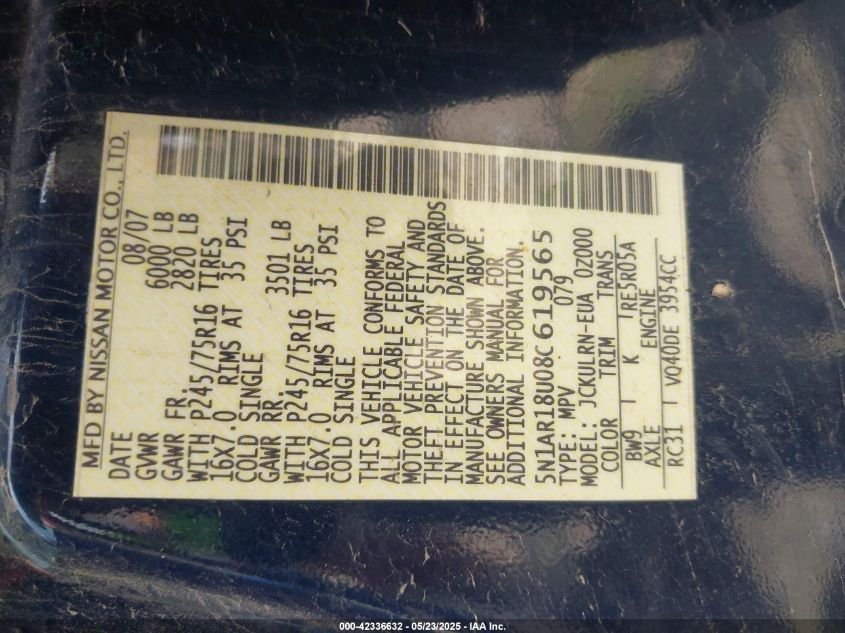 MFD BY NISSAN MOTOR CO., LTD.
DATE 08/07
GVWR 6000 LB
GAWR FR. 2820 LB
WITH P245/75R16 TIRES
16X7.0 RIMS AT 35 PSI
COLD SINGLE
GAWR RR. 3501 LB
WITH P245/75R16 TIRES
16X7.0 RIMS AT 35 PSI
COLD SINGLE
THIS VEHICLE CONFORMS TO
ALL APPLICABLE FEDERAL
MOTOR VEHICLE SAFETY AND
THEFT PREVENTION STANDARDS
IN EFFECT ON THE DATE OF
MANUFACTURE SHOWN ABOVE.
SEE OWNERS MANUAL FOR
ADDITIONAL INFORMATION.
5N1AR18U08C619565
TYPE: MPV 079
MODEL: JCKULRN-EUA 02000
COLOR TRIM TRANS
BW9 K RE5R05A
AXLE ENGINE
RC31 VQ40DE 3954CC
000-42336632 — 05/23/2025 — IAA Inc.